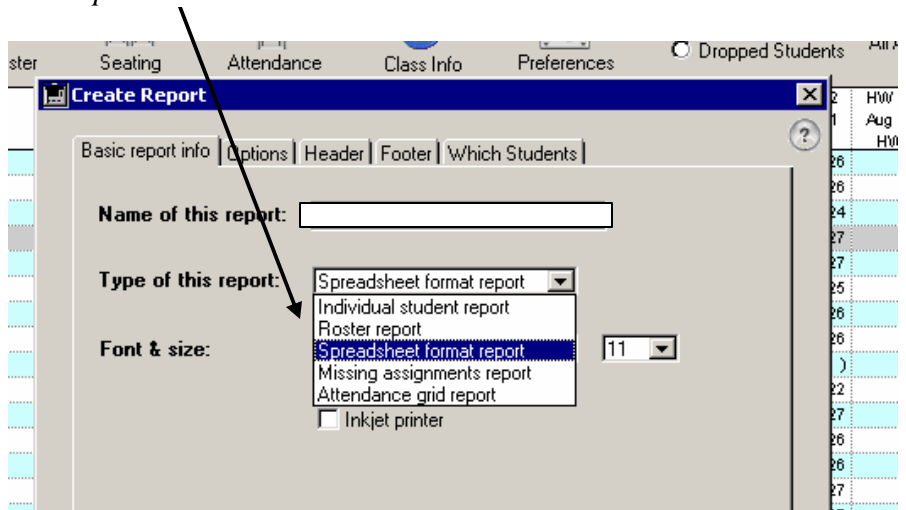 ster Seating Attendance Class Info Preferences Dropped Students
Create Report
HW
Aug
Basic report info Options Header Footer Which Students ?
26
26
Name of this report: 24
27
27
Type of this report: Spreadsheet format report 25
Individual student report 26
Roster report
Font & size: Spreadsheet format report 11 26
Missing assignments report )
Attendance grid report 22
Inkjet printer 27
26
26
27